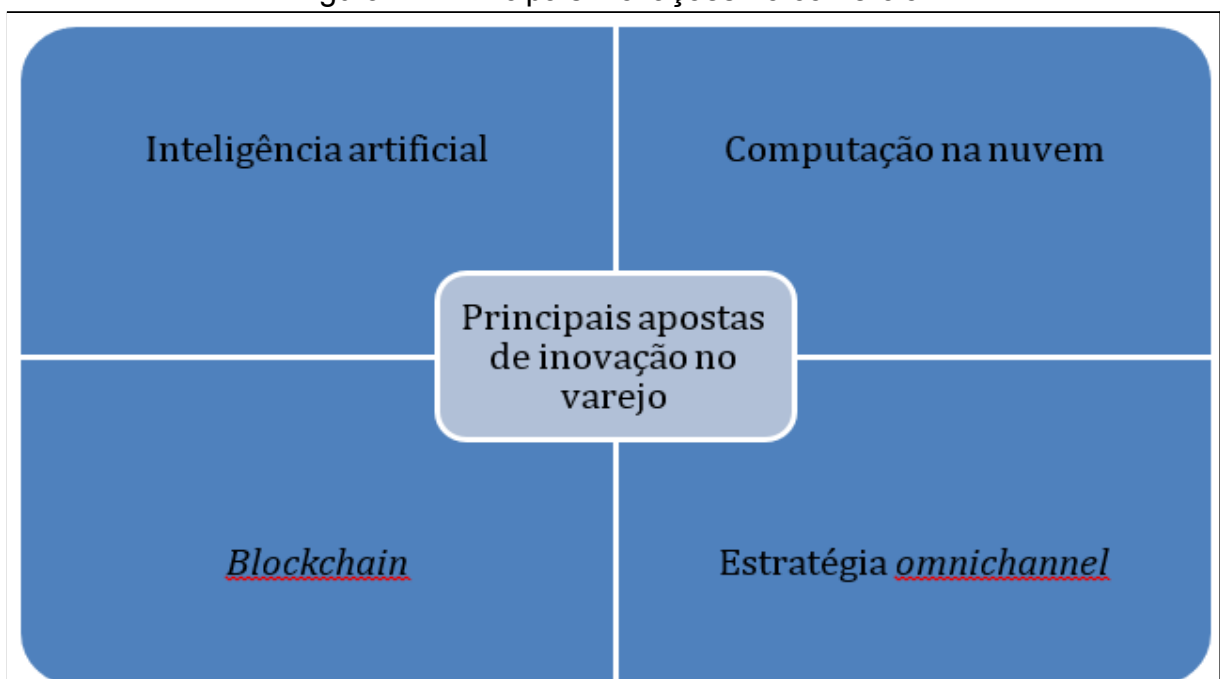 Inteligência artificial
Computação na nuvem
Principais apostas
de inovação no
varejo
Blockchain
Estratégia omnichannel